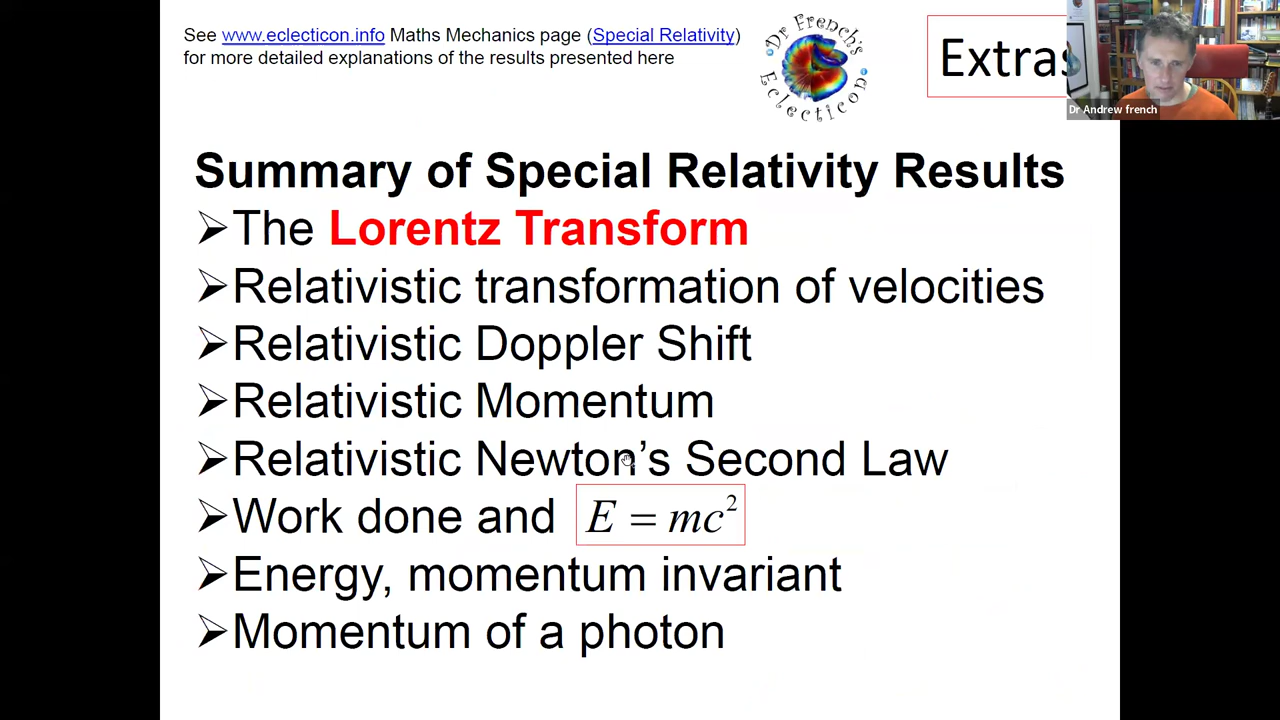 See www.eclecticon.info Maths Mechanics page (Special Relativity)
for more detailed explanations of the results presented here
Dr French's
Eclecticon
Extras
Dr Andrew french
Summary of Special Relativity Results
➢The Lorentz Transform
➢Relativistic transformation of velocities
➢Relativistic Doppler Shift
➢Relativistic Momentum
➢Relativistic Newton’s Second Law
➢Work done and E = mc²
➢Energy, momentum invariant
➢Momentum of a photon